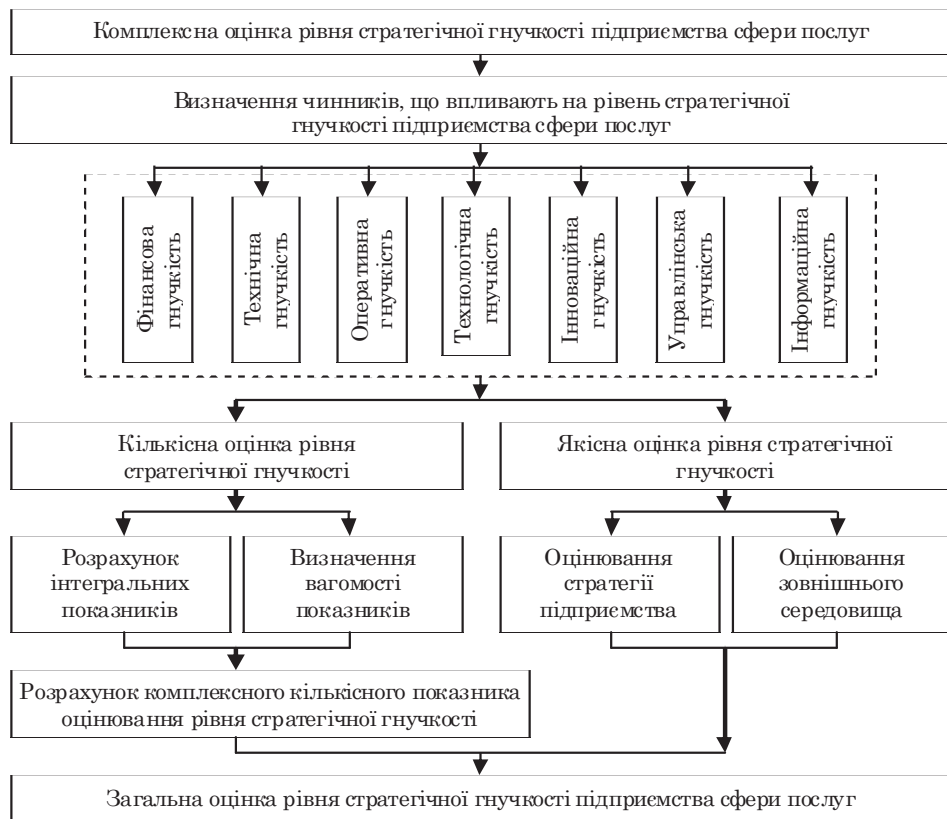 Комплексна оцінка рівня стратегічної гнучкості підприємства сфери послуг
Визначення чинників, що впливають на рівень стратегічної
гнучкості підприємства сфери послуг
Фінансова
гнучкість
Технічна
гнучкість
Оперативна
гнучкість
Технологічна
гнучкість
Інноваційна
гнучкість
Управлінська
гнучкість
Інформаційна
гнучкість
Кількісна оцінка рівня
стратегічної гнучкості
Якісна оцінка рівня стратегічної
гнучкості
Розрахунок
інтегральних
показників
Визначення
вагомості
показників
Оцінювання
стратегії
підприємства
Оцінювання
зовнішнього
середовища
Розрахунок комплексного кількісного показника
оцінювання рівня стратегічної гнучкості
Загальна оцінка рівня стратегічної гнучкості підприємства сфери послуг